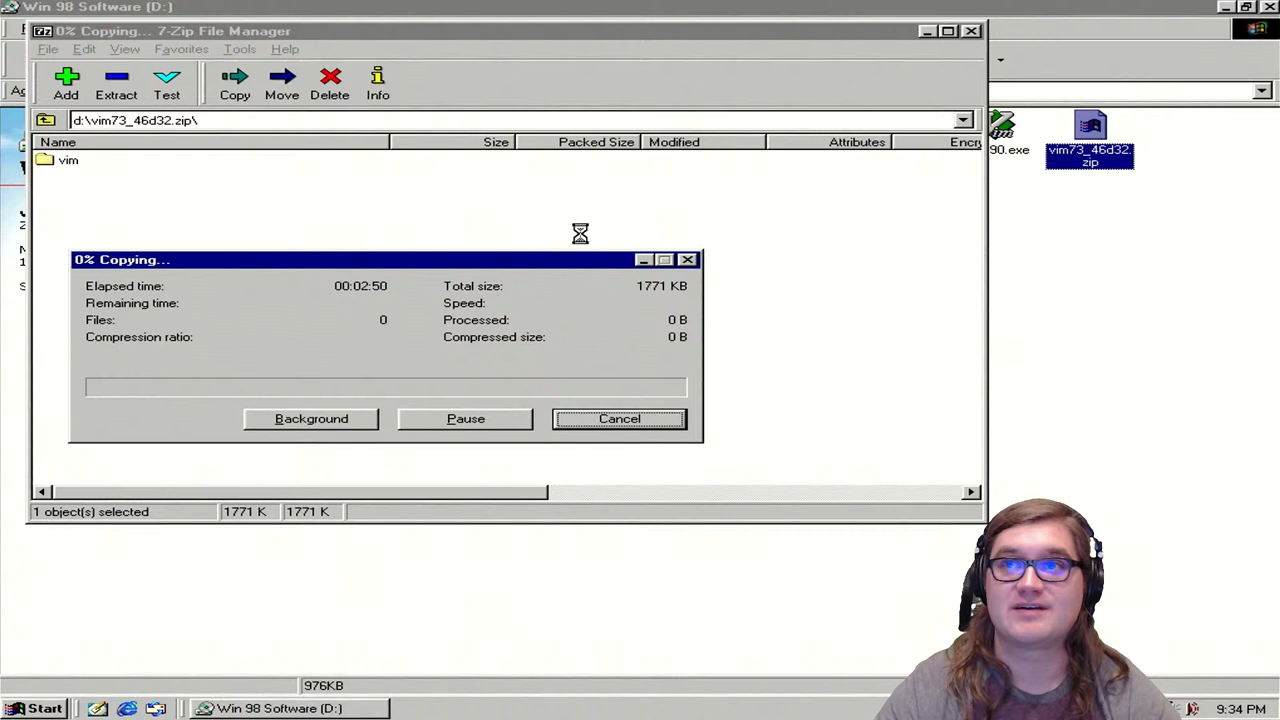 Win 98 Software (D:)
0% Copying... 7-Zip File Manager
File Edit View Favorites Tools Help
Add Extract Test Copy Move Delete Info
d:\vim73_46d32.zip\
Name Size Packed Size Modified Attributes Encry
vim
90.exe
vim73_46d32.
zip
0% Copying...
Elapsed time: 00:02:50 Total size: 1771 KB
Remaining time: Speed:
Files: 0 Processed: 0 B
Compression ratio: Compressed size: 0 B
Background Pause Cancel
1 object(s) selected 1771 K 1771 K
976KB
Start Win 98 Software (D:) 9:34 PM